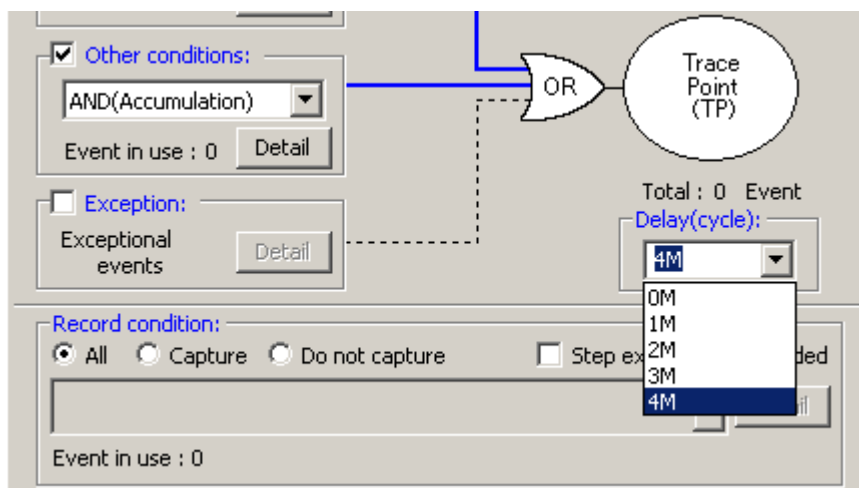 Other conditions:
AND(Accumulation)
Event in use : 0 Detail
OR
Trace
Point
(TP)
Total : 0 Event
Exception:
Exceptional
events
Detail
Delay(cycle):
4M
0M
1M
2M
3M
4M
Record condition:
All Capture Do not capture Step
Event in use : 0